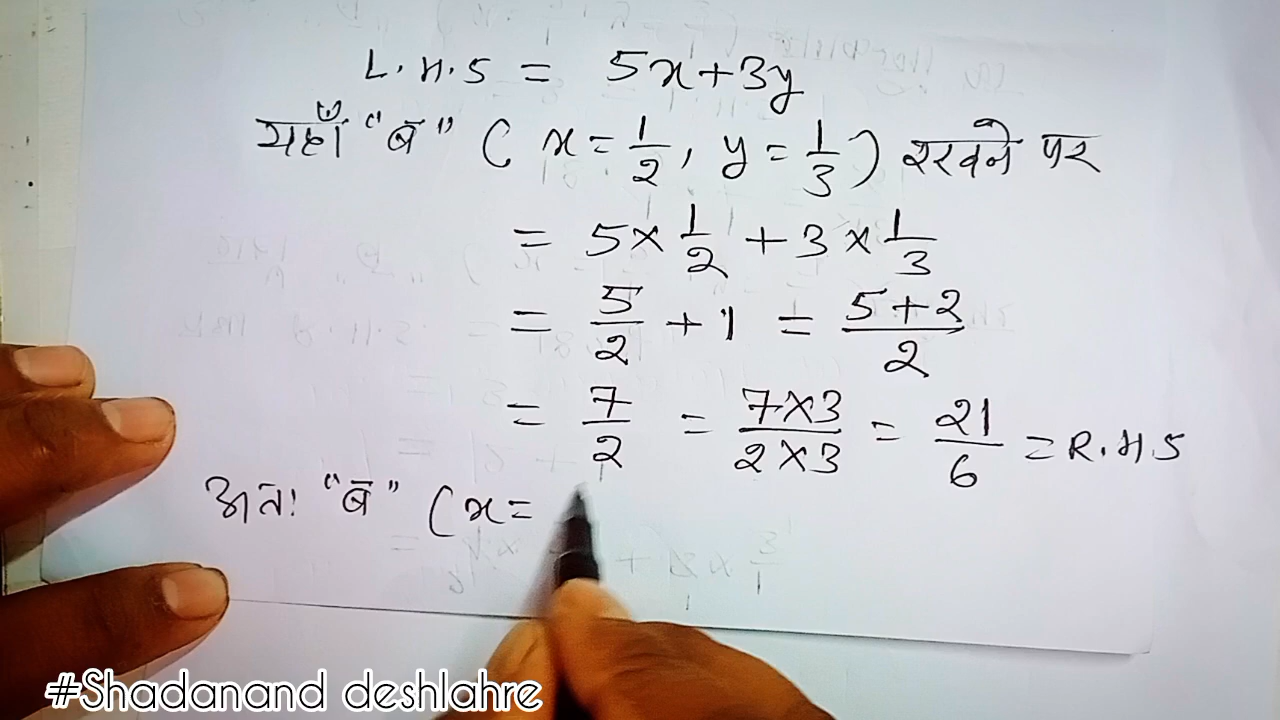 L.H.S = 5x+3y
यहाँ "ब" ( x=1/2, y=1/3) रखने पर
= 5×1/2 + 3×1/3
= 5/2 + 1 = 5+2/2
= 7/2 = 7×3/2×3 = 21/6 = R.H.S
अतः "ब" (x=
#Shadanand deshlahre